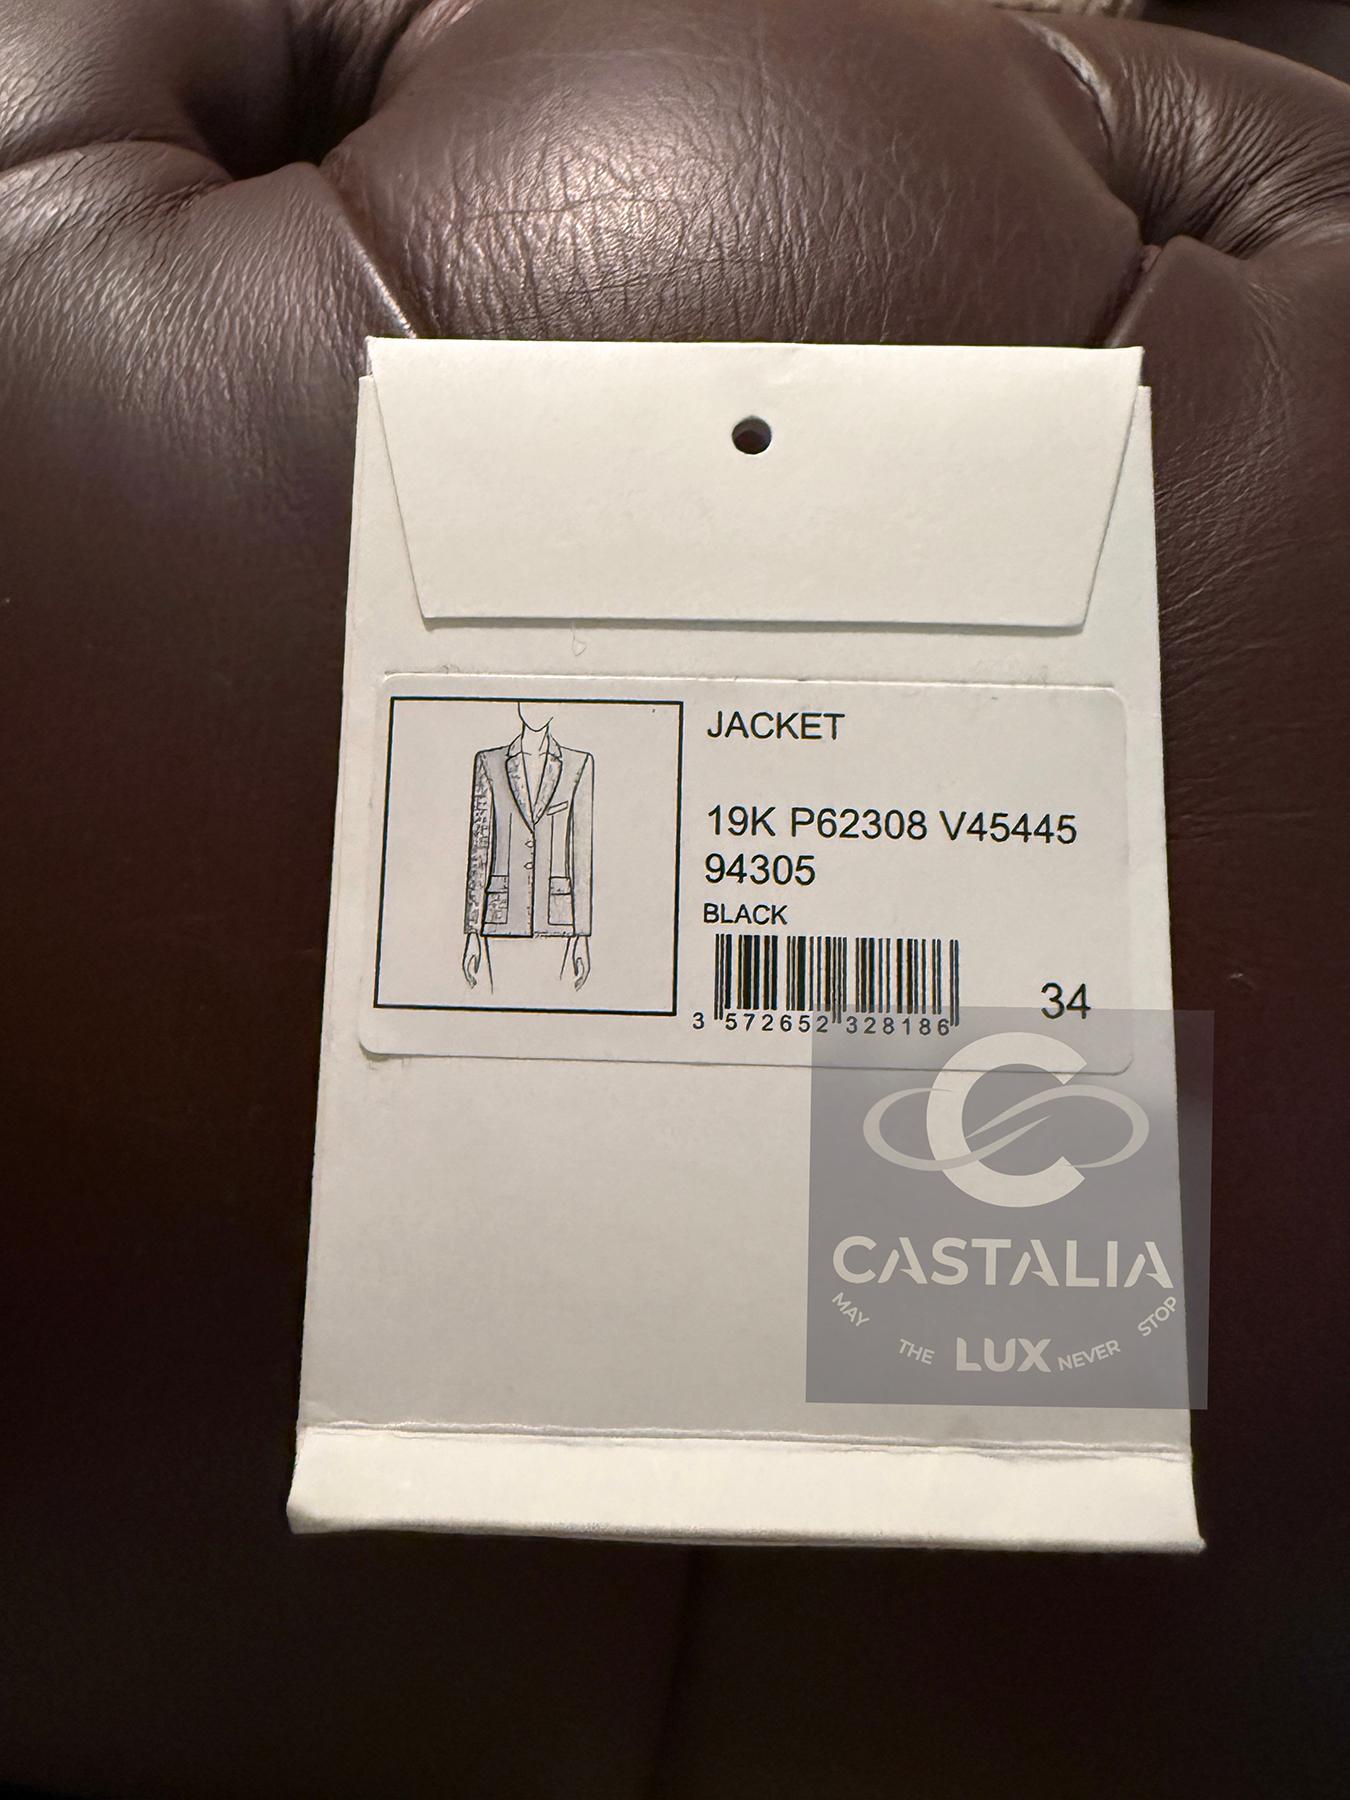 JACKET
19K P62308 V45445
94305
BLACK
3 572652 328186
34
C
CASTALIA
MAY THE LUX NEVER STOP